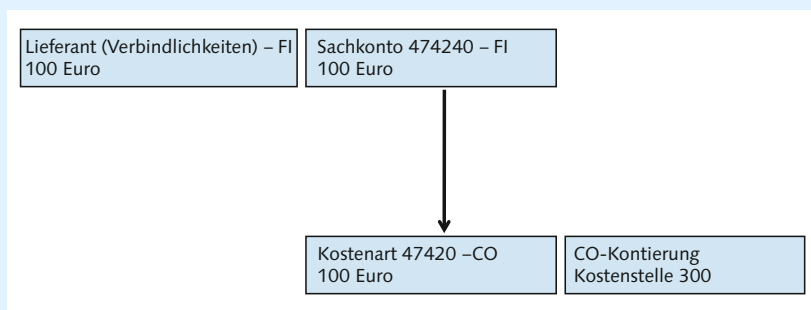 Lieferant (Verbindlichkeiten) – FI
100 Euro
Sachkonto 474240 – FI
100 Euro
Kostenart 47420 –CO
100 Euro
CO-Kontierung
Kostenstelle 300